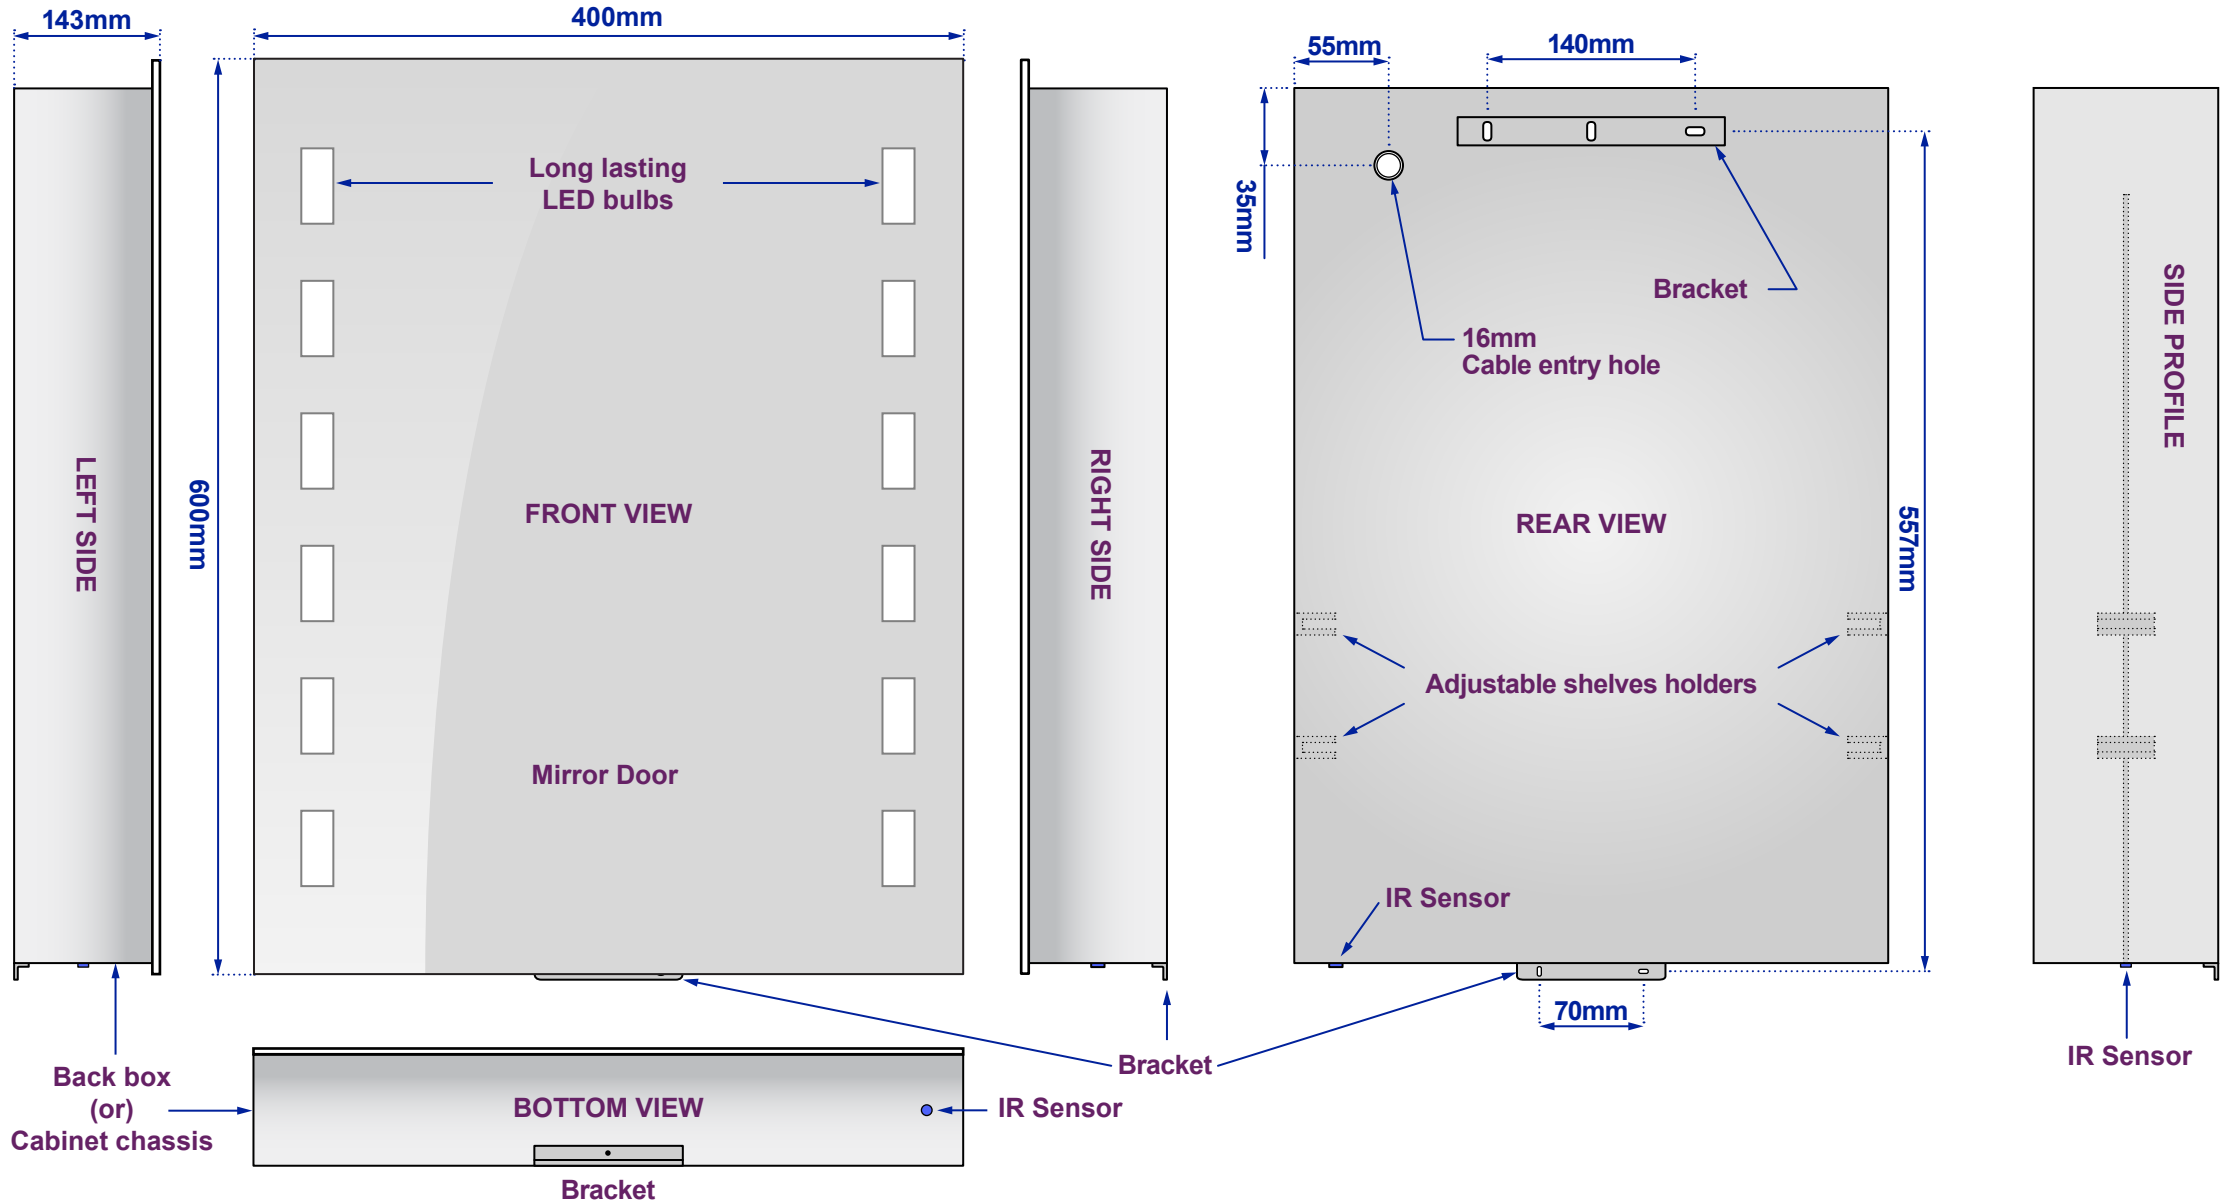 143mm
400mm
55mm
140mm
Long lasting
LED bulbs
35mm
Bracket
16mm
Cable entry hole
SIDE PROFILE
LEFT SIDE
600mm
FRONT VIEW
RIGHT SIDE
REAR VIEW
557mm
Adjustable shelves holders
Mirror Door
IR Sensor
70mm
Back box
(or)
Cabinet chassis
BOTTOM VIEW
IR Sensor
Bracket
IR Sensor
Bracket